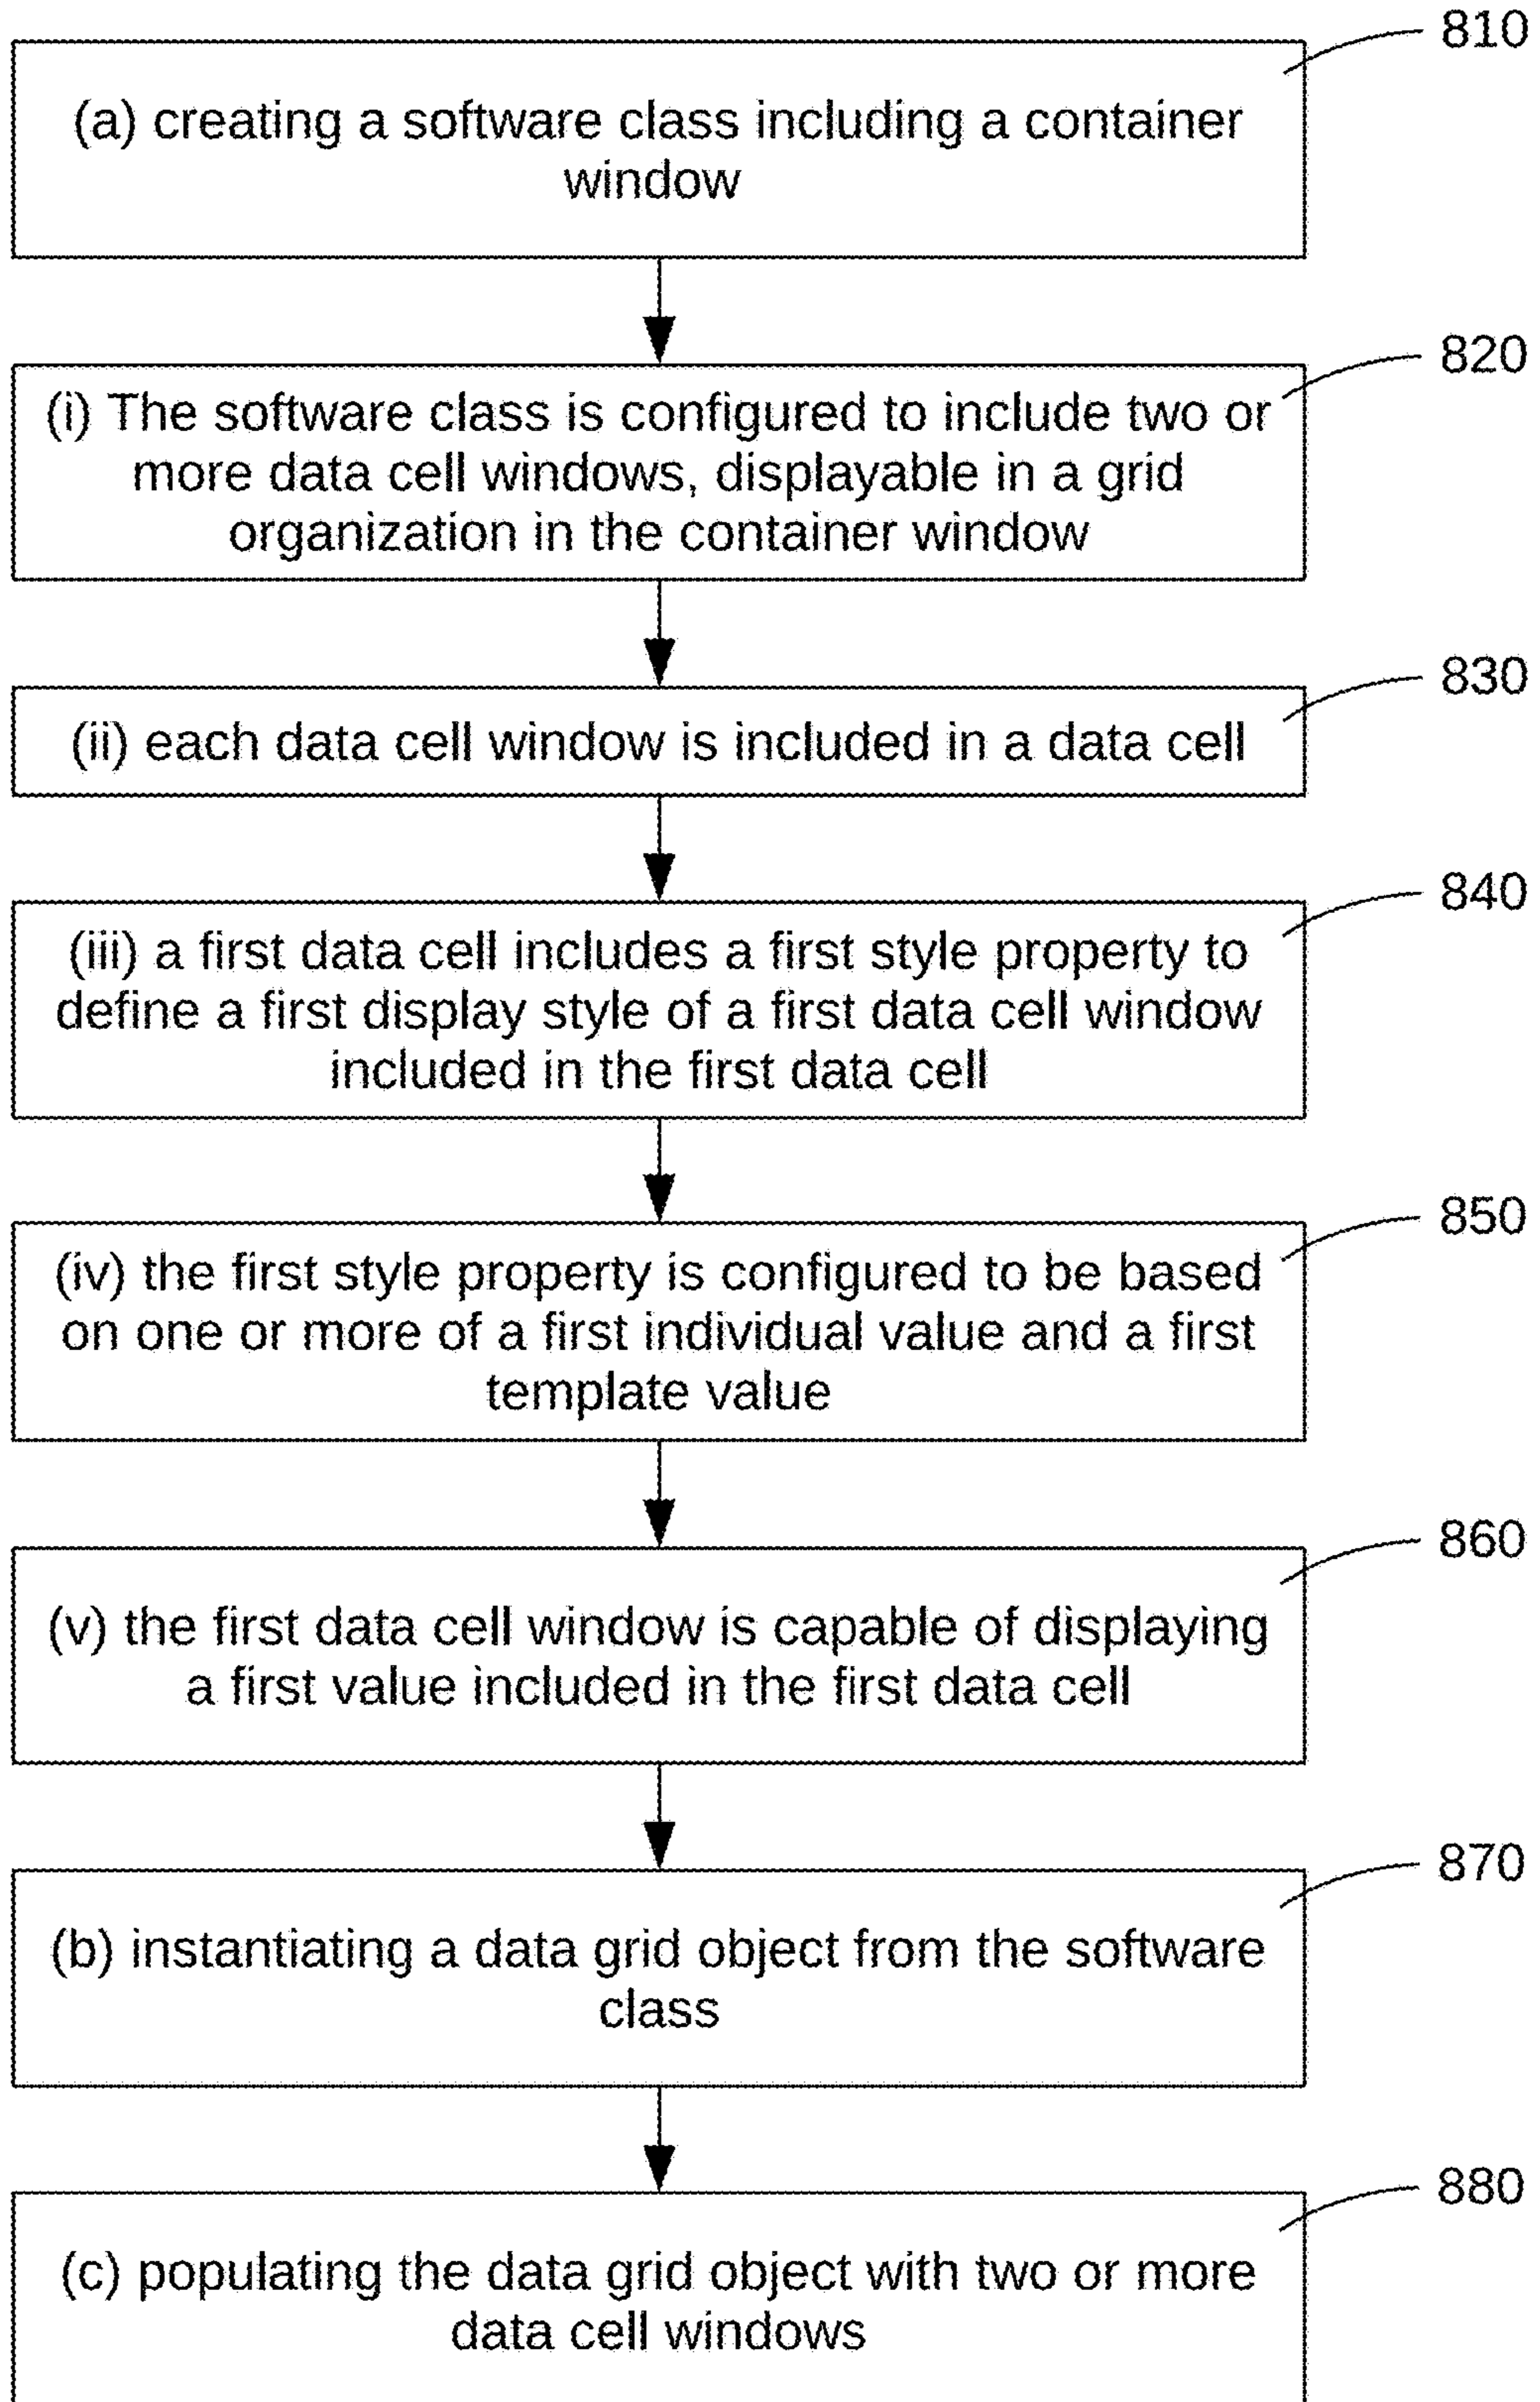 810
(a) creating a software class including a container
window
820
(i) The software class is configured to include two or
more data cell windows, displayable in a grid
organization in the container window
830
(ii) each data cell window is included in a data cell
840
(iii) a first data cell includes a first style property to
define a first display style of a first data cell window
included in the first data cell
850
(iv) the first style property is configured to be based
on one or more of a first individual value and a first
template value
860
(v) the first data cell window is capable of displaying
a first value included in the first data cell
870
(b) instantiating a data grid object from the software
class
880
(c) populating the data grid object with two or more
data cell windows